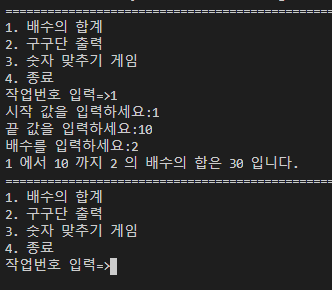 ==================================================
1. 배수의 합계
2. 구구단 출력
3. 숫자 맞추기 게임
4. 종료
작업번호 입력=>1
시작 값을 입력하세요:1
끝 값을 입력하세요:10
배수를 입력하세요:2
1 에서 10 까지 2 의 배수의 합은 30 입니다.
==================================================
1. 배수의 합계
2. 구구단 출력
3. 숫자 맞추기 게임
4. 종료
작업번호 입력=>